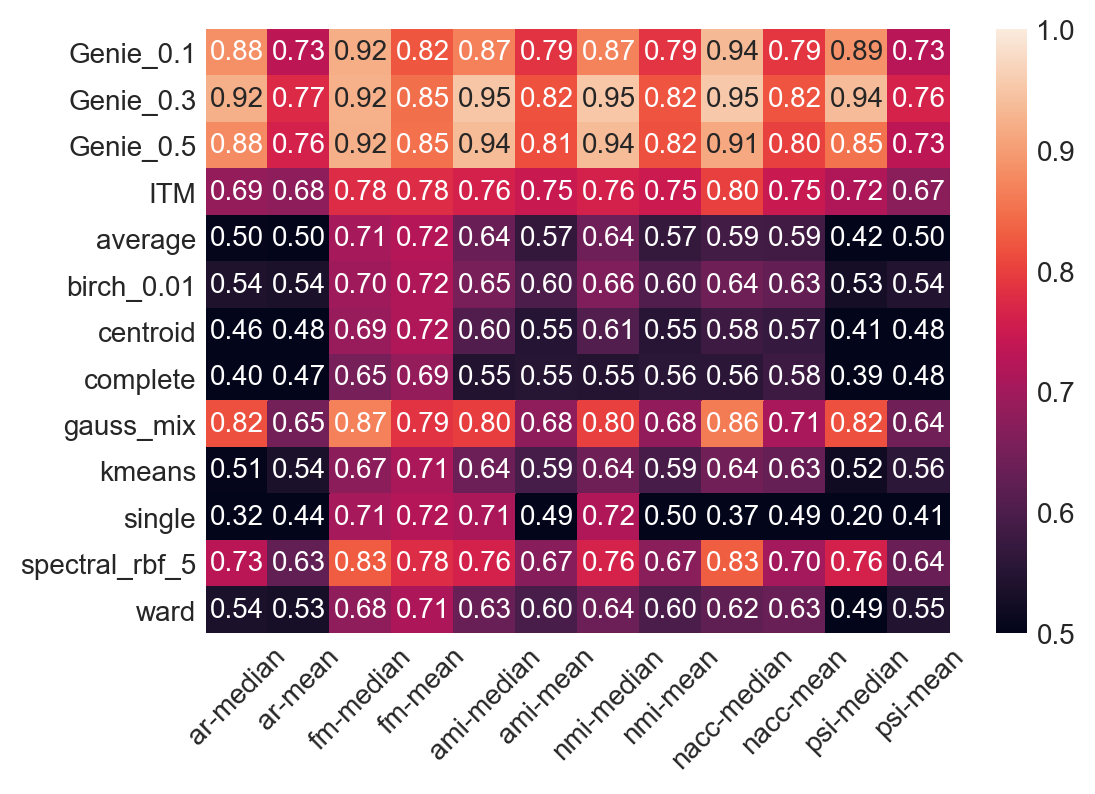 Genie_0.1 0.88 0.73 0.92 0.82 0.87 0.79 0.87 0.79 0.94 0.79 0.89 0.73
Genie_0.3 0.92 0.77 0.92 0.85 0.95 0.82 0.95 0.82 0.95 0.82 0.94 0.76
Genie_0.5 0.88 0.76 0.92 0.85 0.94 0.81 0.94 0.82 0.91 0.80 0.85 0.73
ITM 0.69 0.68 0.78 0.78 0.76 0.75 0.76 0.75 0.80 0.75 0.72 0.67
average 0.50 0.50 0.71 0.72 0.64 0.57 0.64 0.57 0.59 0.59 0.42 0.50
birch_0.01 0.54 0.54 0.70 0.72 0.65 0.60 0.66 0.60 0.64 0.63 0.53 0.54
centroid 0.46 0.48 0.69 0.72 0.60 0.55 0.61 0.55 0.58 0.57 0.41 0.48
complete 0.40 0.47 0.65 0.69 0.55 0.55 0.55 0.56 0.56 0.58 0.39 0.48
gauss_mix 0.82 0.65 0.87 0.79 0.80 0.68 0.80 0.68 0.86 0.71 0.82 0.64
kmeans 0.51 0.54 0.67 0.71 0.64 0.59 0.64 0.59 0.64 0.63 0.52 0.56
single 0.32 0.44 0.71 0.72 0.71 0.49 0.72 0.50 0.37 0.49 0.20 0.41
spectral_rbf_5 0.73 0.63 0.83 0.78 0.76 0.67 0.76 0.67 0.83 0.70 0.76 0.64
ward 0.54 0.53 0.68 0.71 0.63 0.60 0.64 0.60 0.62 0.63 0.49 0.55
ar-median
ar-mean
fm-median
fm-mean
ami-median
ami-mean
nmi-median
nmi-mean
nacc-median
nacc-mean
psi-median
psi-mean
1.0
0.9
0.8
0.7
0.6
0.5